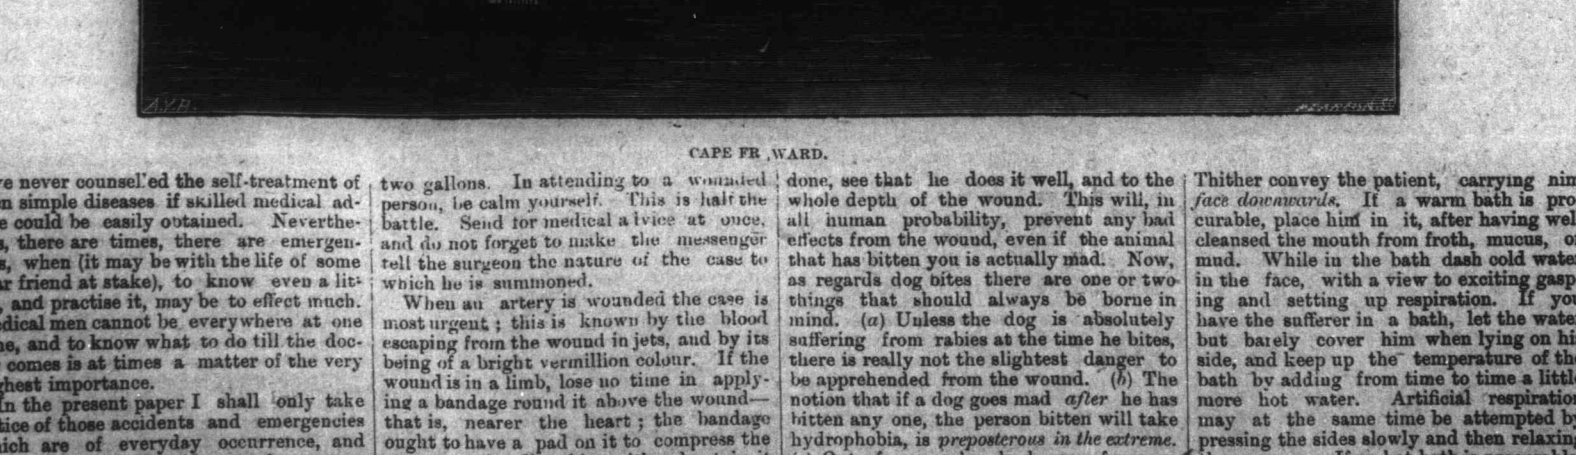 A.Y.H.
CAPE FR WARD.
e never counsel'ed the self-treatment of
n simple diseases if skilled medical ad-
e could be easily obtained. Neverthe-
s, there are times, there are emergen-
s, when (it may be with the life of some
r friend at stake), to know even a lit-
, and practise it, may be to effect much.
dical men cannot be everywhere at one
e, and to know what to do till the doc-
comes is at times a matter of the very
ghest importance.
In the present paper I shall only take
tice of those accidents and emergencies
ich are of everyday occurrence, and
two gallons. In attending to a wounded
person, be calm yourself. This is half the
battle. Send for medical a lvice at once,
and do not forget to make the messenger
tell the surgeon the nature of the case to
which he is summoned.
When an artery is wounded the case is
most urgent ; this is known by the blood
escaping from the wound in jets, and by its
being of a bright vermillion colour. If the
wound is in a limb, lose no time in apply-
ing a bandage round it above the wound—
that is, nearer the heart ; the bandage
ought to have a pad on it to compress the
done, see that he does it well, and to the
whole depth of the wound. This will, in
all human probability, prevent any bad
effects from the wound, even if the animal
that has bitten you is actually mad. Now,
as regards dog bites there are one or two
things that should always be borne in
mind. (a) Unless the dog is absolutely
suffering from rabies at the time he bites,
there is really not the slightest danger to
be apprehended from the wound. (b) The
notion that if a dog goes mad after he has
bitten any one, the person bitten will take
hydrophobia, is preposterous in the extreme.
Thither convey the patient, carrying him
face downwards. If a warm bath is pro
curable, place him in it, after having wel
cleansed the mouth from froth, mucus, o
mud. While in the bath dash cold wate
in the face, with a view to exciting gasp
ing and setting up respiration. If you
have the sufferer in a bath, let the wate
but barely cover him when lying on hi
side, and keep up the temperature of th
bath by adding from time to time a littl
more hot water. Artificial respiratio
may at the same time be attempted b
pressing the sides slowly and then relaxing